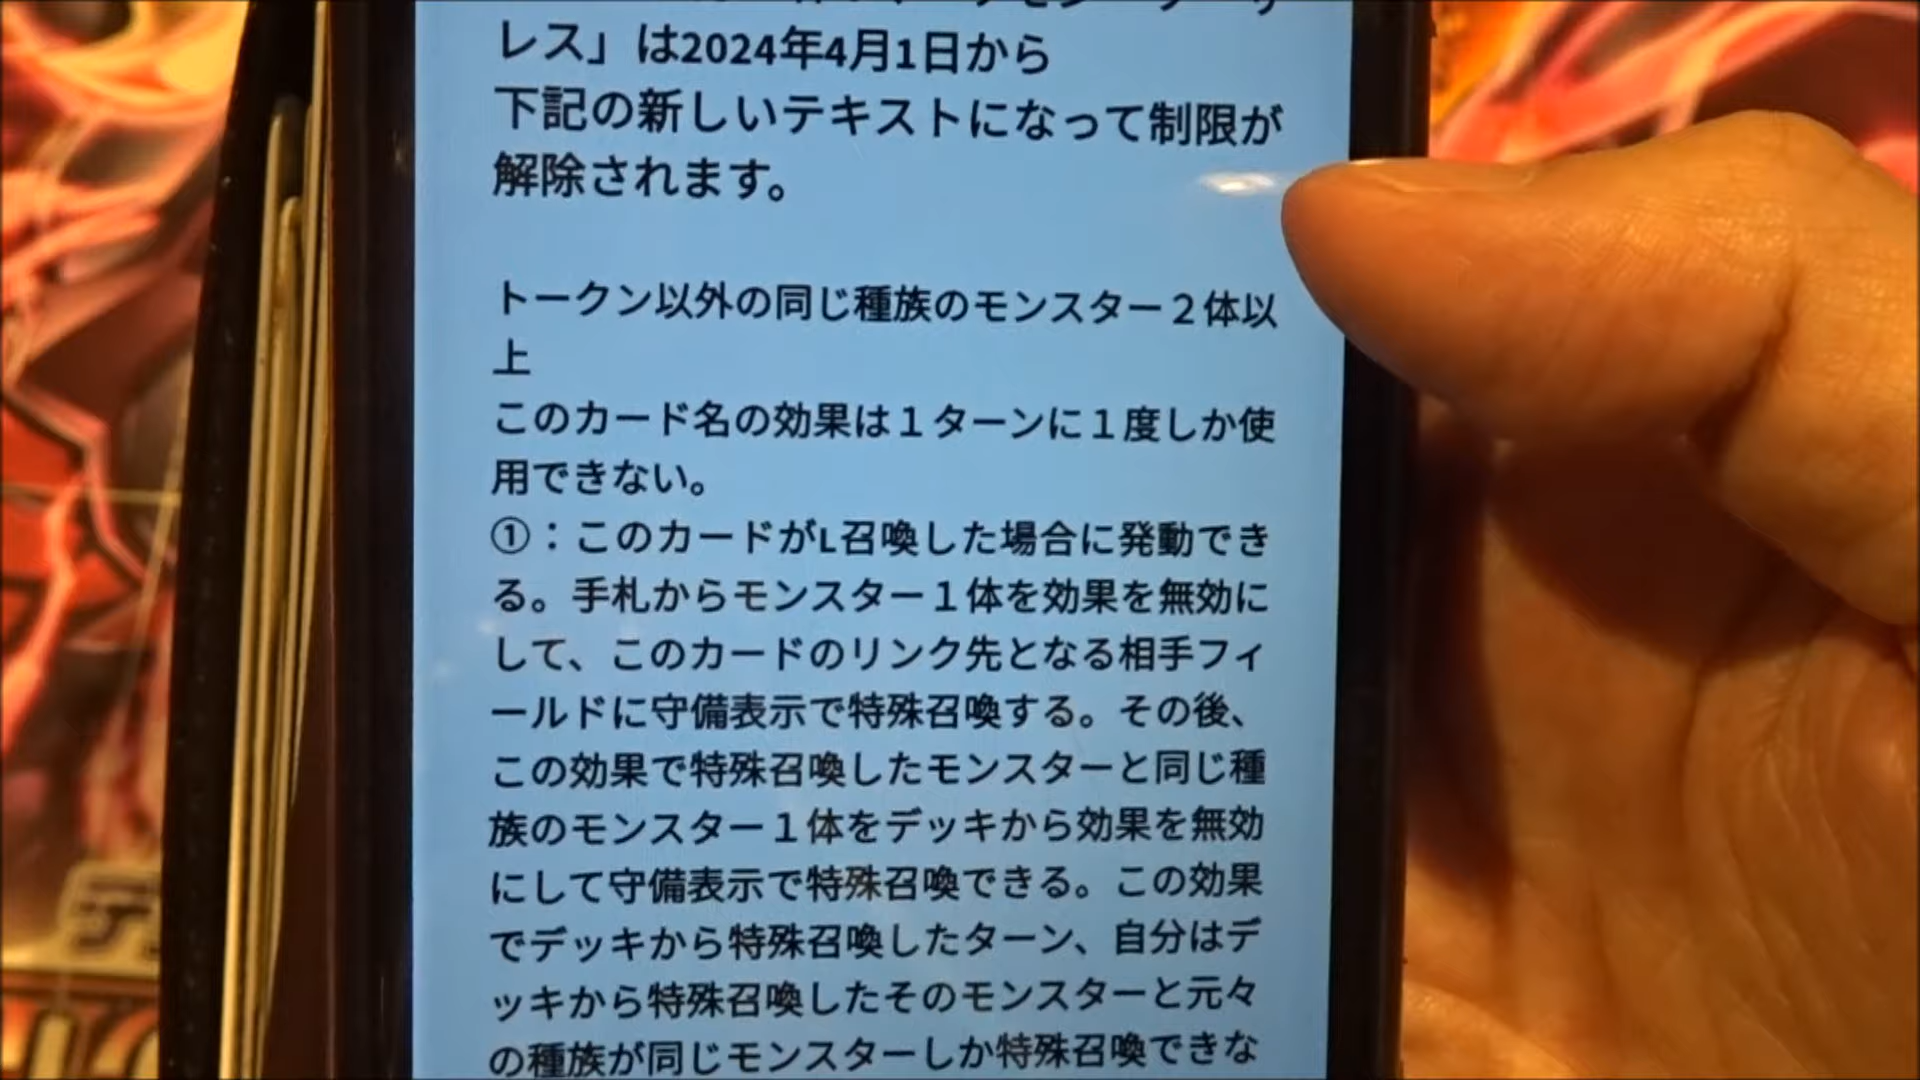 レス」は2024年4月1日から
下記の新しいテキストになって制限が
解除されます。
トークン以外の同じ種族のモンスター２体以
上
このカード名の効果は１ターンに１度しか使
用できない。
①：このカードがL召喚した場合に発動でき
る。手札からモンスター１体を効果を無効に
して、このカードのリンク先となる相手フィ
ールドに守備表示で特殊召喚する。その後、
この効果で特殊召喚したモンスターと同じ種
族のモンスター１体をデッキから効果を無効
にして守備表示で特殊召喚できる。この効果
でデッキから特殊召喚したターン、自分はデ
ッキから特殊召喚したそのモンスターと元々
の種族が同じモンスターしか特殊召喚できな